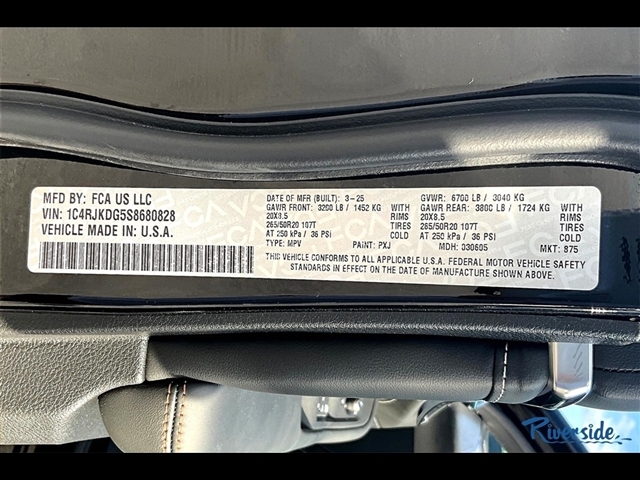 MFD BY: FCA US LLC
VIN: 1C4RJKDG5S8680828
VEHICLE MADE IN: U.S.A.
DATE OF MFR (BUILT): 3-25 GVWR: 6700 LB / 3040 KG
GAWR FRONT: 3200 LB / 1452 KG GAWR REAR: 3800 LB / 1724 KG
20X8.5 RIMS 20X8.5 RIMS
265/50R20 107T TIRES 265/50R20 107T TIRES
AT 250 kPa / 36 PSI COLD AT 250 kPa / 36 PSI COLD
TYPE: MPV PAINT: PXJ MDH: 030605 MKT: 875
THIS VEHICLE CONFORMS TO ALL APPLICABLE U.S.A. FEDERAL MOTOR VEHICLE SAFETY
STANDARDS IN EFFECT ON THE DATE OF MANUFACTURE SHOWN ABOVE.
Riverside